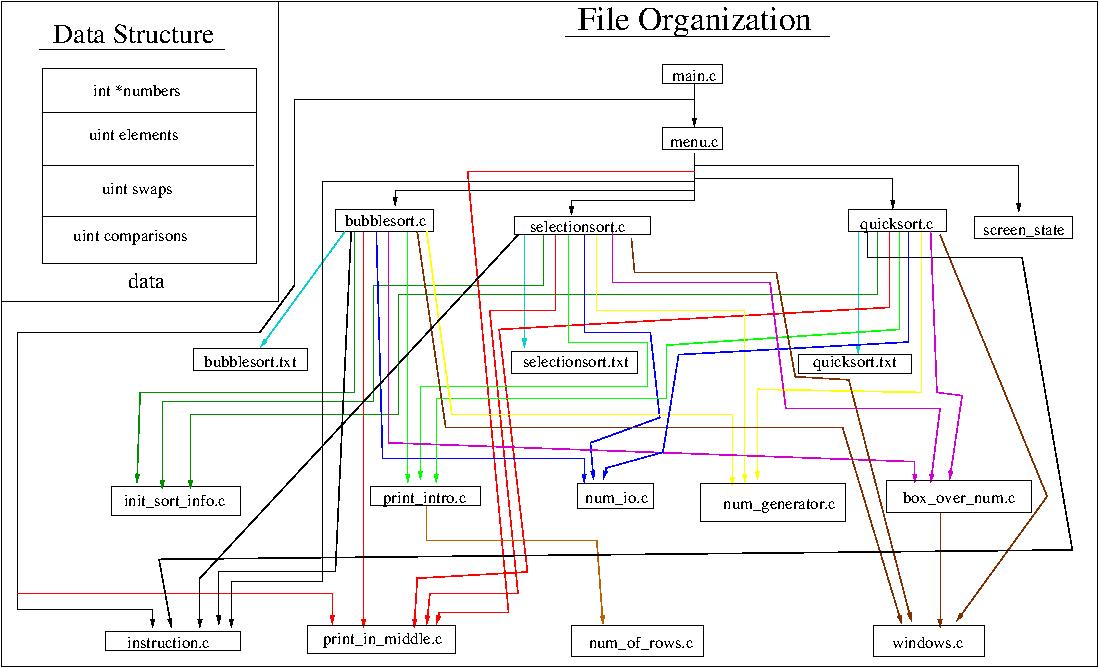 File Organization
Data Structure
int *numbers
uint elements
uint swaps
uint comparisons
data
main.c
menu.c
bubblesort.c
selectionsort.c
quicksort.c
screen_state
bubblesort.txt
selectionsort.txt
quicksort.txt
init_sort_info.c
print_intro.c
num_io.c
num_generator.c
box_over_num.c
instruction.c
print_in_middle.c
num_of_rows.c
windows.c